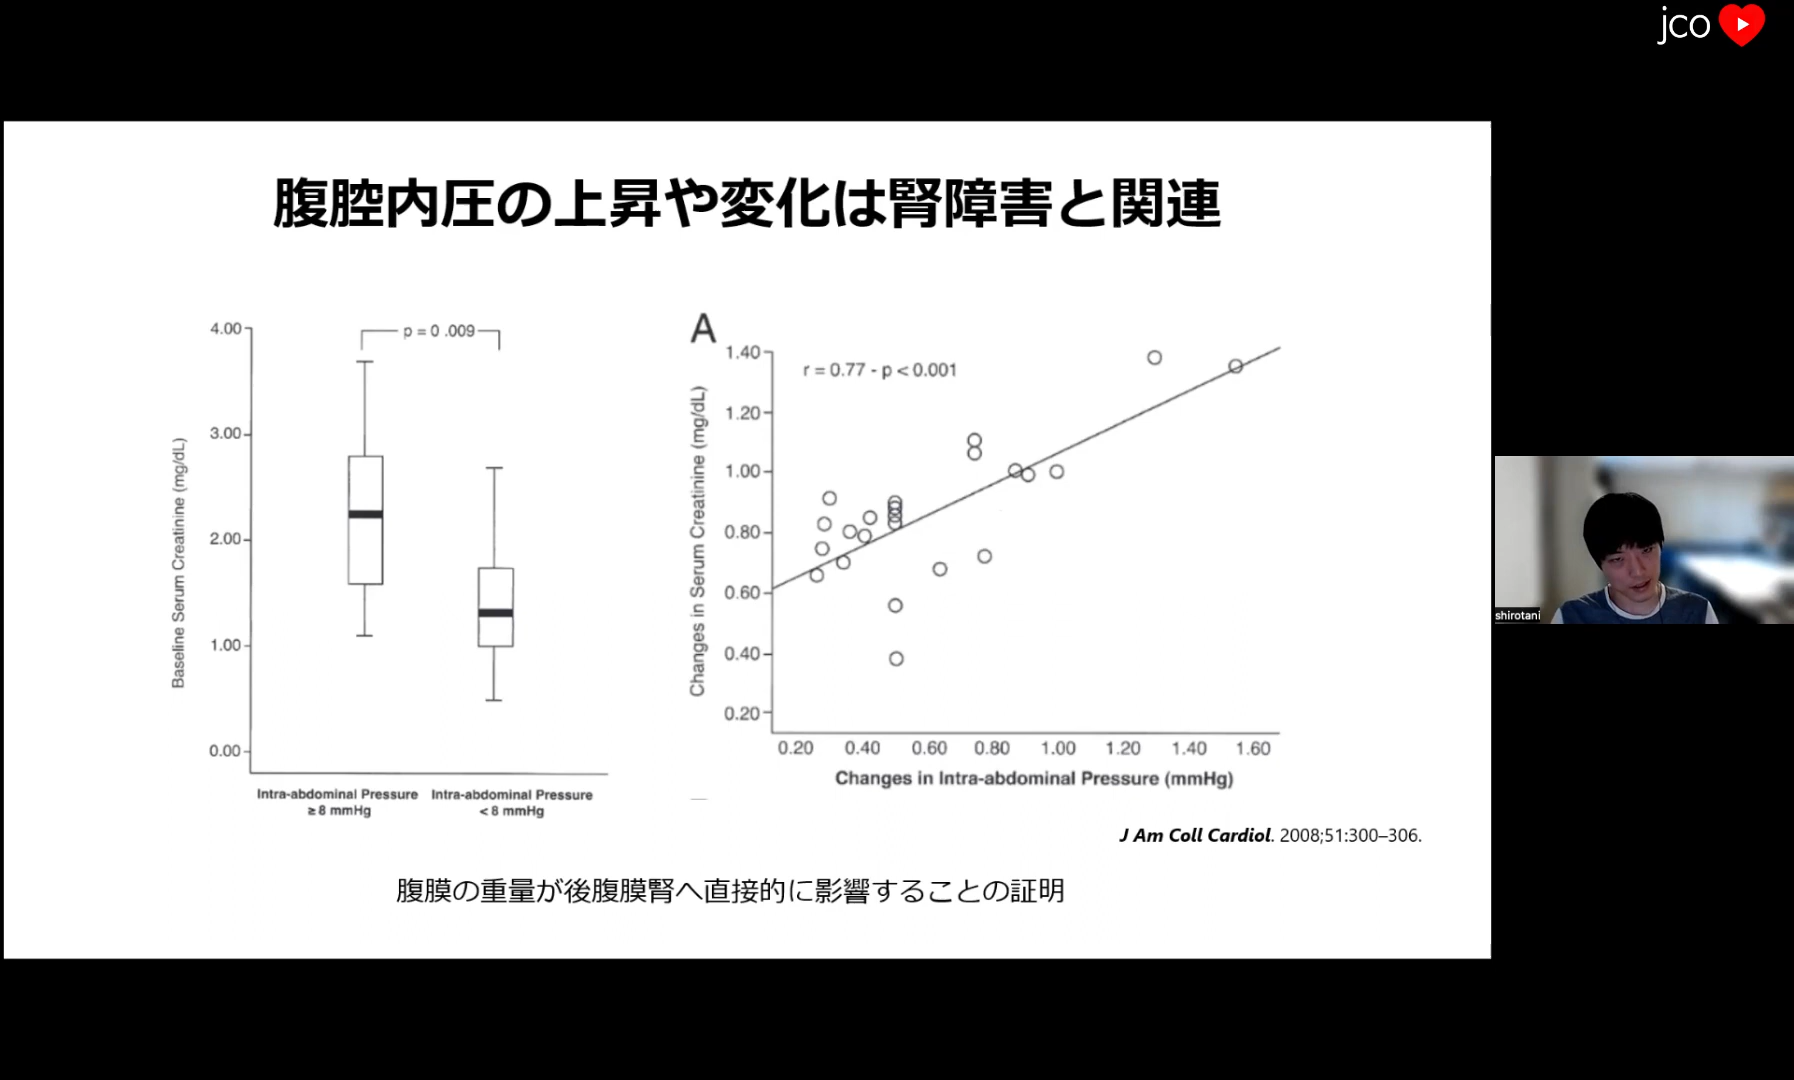 jco
腹腔内圧の上昇や変化は腎障害と関連
4.00
3.00
2.00
1.00
0.00
p = 0 .009
Baseline Serum Creatinine (mg/dL)
Intra-abdominal Pressure
≥ 8 mmHg
Intra-abdominal Pressure
< 8 mmHg
A
1.40
1.20
1.00
0.80
0.60
0.40
0.20
r = 0.77 - p < 0.001
Changes in Serum Creatinine (mg/dL)
0.20 0.40 0.60 0.80 1.00 1.20 1.40 1.60
Changes in Intra-abdominal Pressure (mmHg)
J Am Coll Cardiol. 2008;51:300–306.
腹膜の重量が後腹膜腎へ直接的に影響することの証明
shirotani